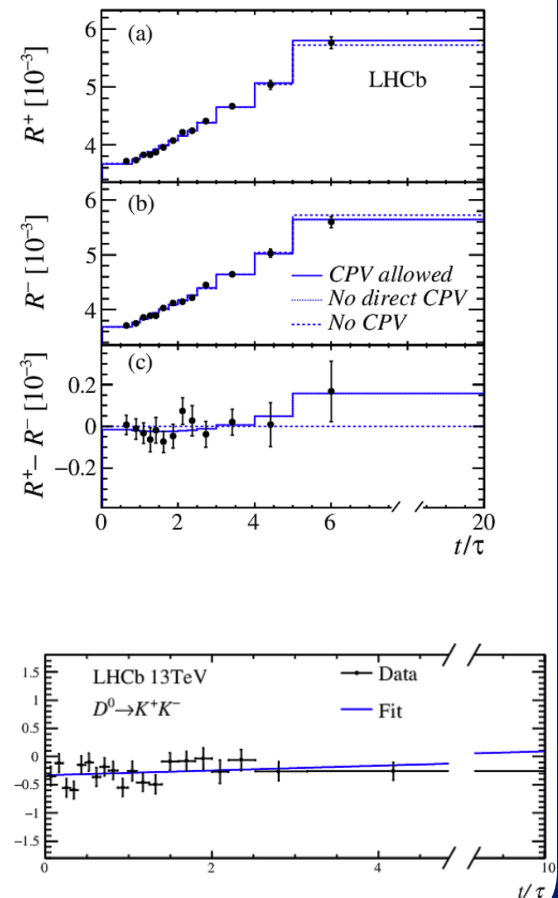 6
(a)
LHCb
5
R⁺ [10⁻³]
4
6
(b)
5
R⁻ [10⁻³]
CPV allowed
No direct CPV
4
No CPV
(c)
0.2
R⁺– R⁻ [10⁻³]
0
−0.2
0 2 4 6 20
t/τ
1.5
LHCb 13TeV
Data
1
D⁰→K⁺K⁻
Fit
0.5
0
−0.5
−1
−1.5
0 2 4 10
t/τ